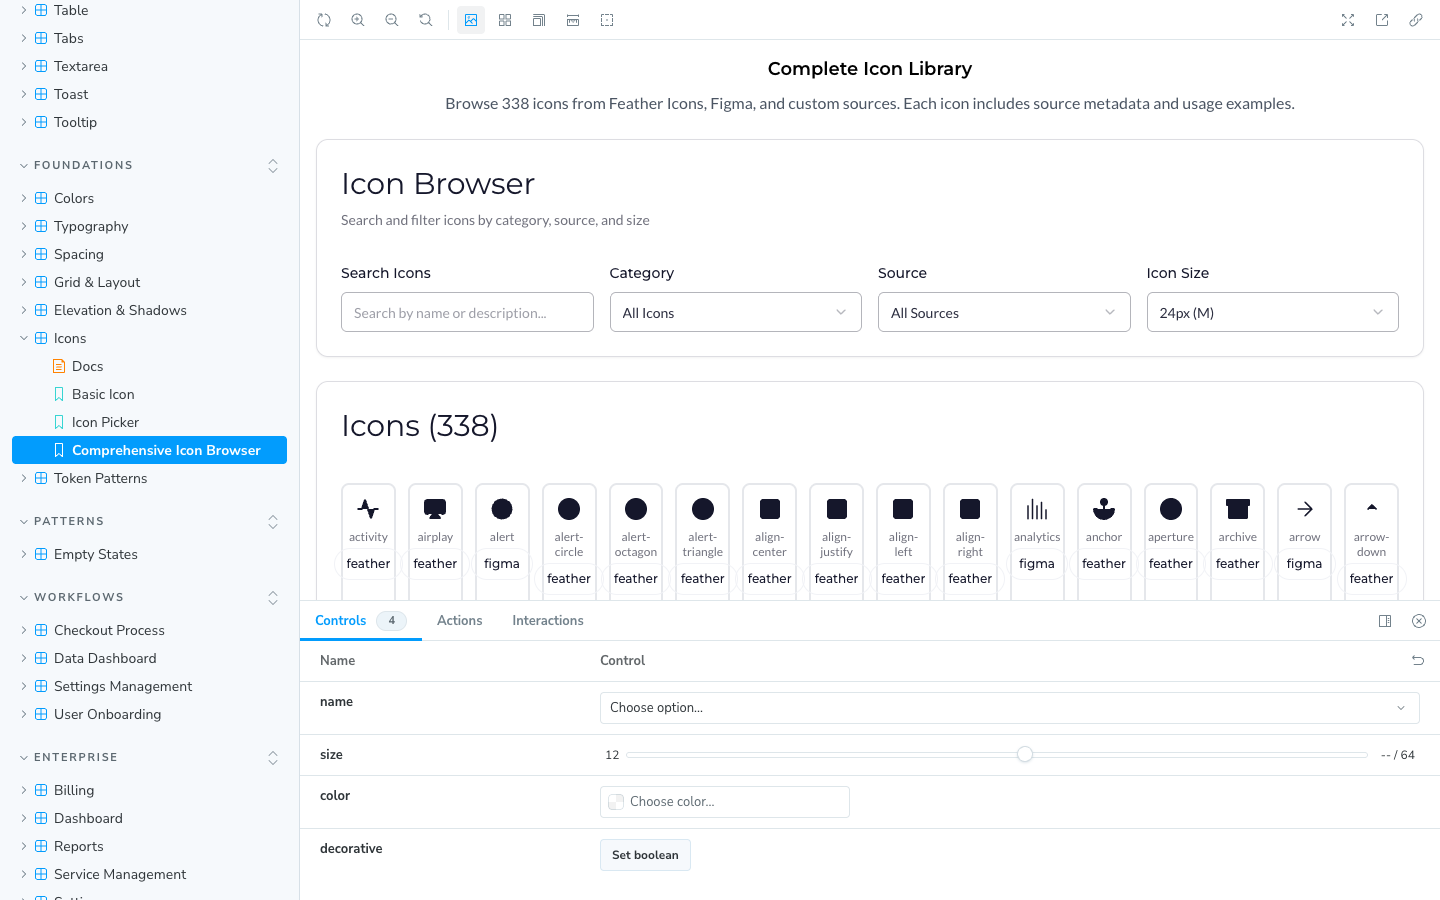 Table
Tabs
Textarea
Toast
Tooltip
FOUNDATIONS
Colors
Typography
Spacing
Grid & Layout
Elevation & Shadows
Icons
Docs
Basic Icon
Icon Picker
Comprehensive Icon Browser
Token Patterns
PATTERNS
Empty States
WORKFLOWS
Checkout Process
Data Dashboard
Settings Management
User Onboarding
ENTERPRISE
Billing
Dashboard
Reports
Service Management
Complete Icon Library
Browse 338 icons from Feather Icons, Figma, and custom sources. Each icon includes source metadata and usage examples.
Icon Browser
Search and filter icons by category, source, and size
Search Icons Category Source Icon Size
Search by name or description... All Icons All Sources 24px (M)
Icons (338)
activity
feather
airplay
feather
alert
figma
alert-
circle
feather
alert-
octagon
feather
alert-
triangle
feather
align-
center
feather
align-
justify
feather
align-
left
feather
align-
right
feather
analytics
figma
anchor
feather
aperture
feather
archive
feather
arrow
figma
arrow-
down
feather
Controls 4 Actions Interactions
Name Control
name Choose option...
size 12 -- / 64
color Choose color...
decorative Set boolean